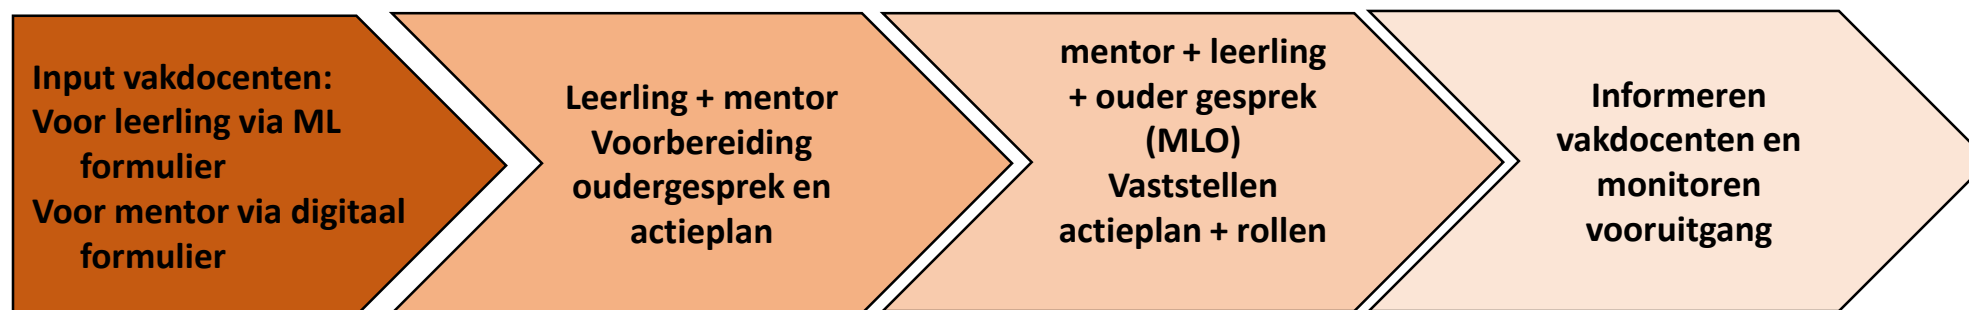 Input vakdocenten:
Voor leerling via ML
formulier
Voor mentor via digitaal
formulier
Leerling + mentor
Voorbereiding
oudergesprek en
actieplan
mentor + leerling
+ ouder gesprek
(MLO)
Vaststellen
actieplan + rollen
Informeren
vakdocenten en
monitoren
vooruitgang